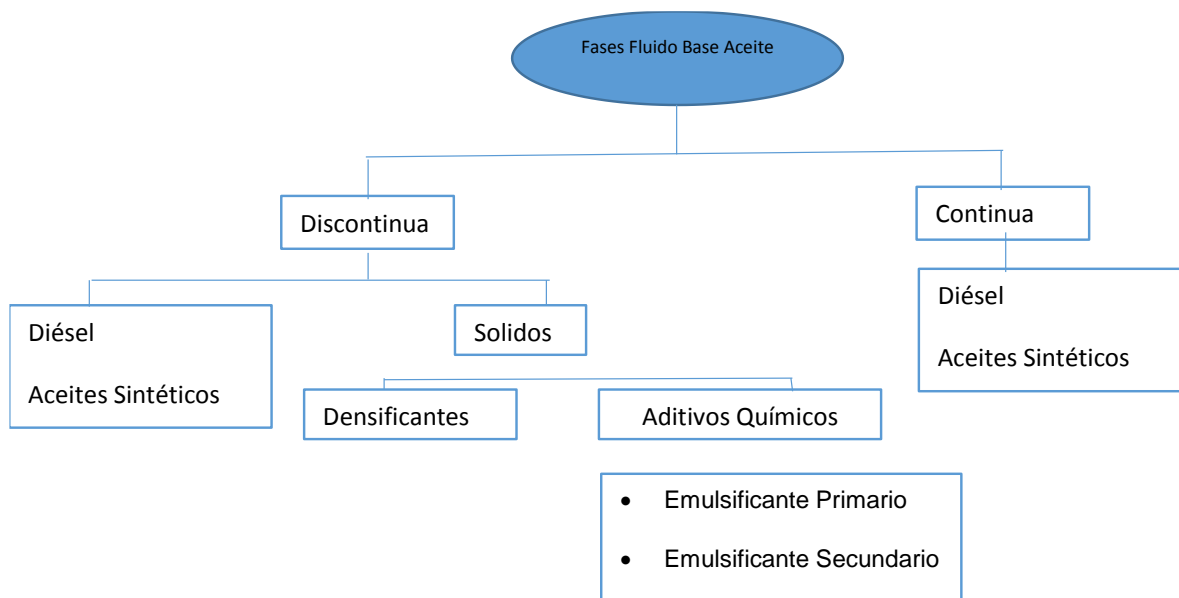 Fases Fluido Base Aceite
Discontinua
Continua
Diésel
Aceites Sintéticos
Solidos
Diésel
Aceites Sintéticos
Densificantes
Aditivos Químicos
• Emulsificante Primario
• Emulsificante Secundario